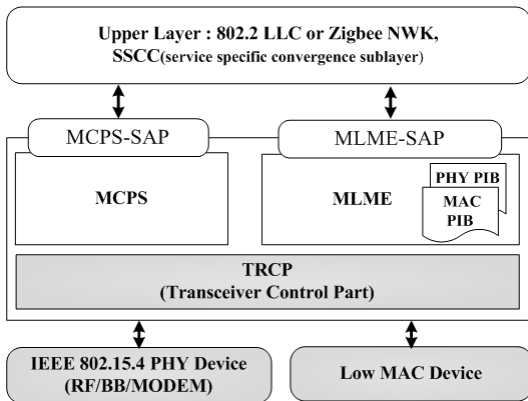 Upper Layer : 802.2 LLC or Zigbee NWK,
SSCC(service specific convergence sublayer)
MCPS-SAP
MLME-SAP
MCPS
MLME
PHY PIB
MAC
PIB
TRCP
(Transceiver Control Part)
IEEE 802.15.4 PHY Device
(RF/BB/MODEM)
Low MAC Device